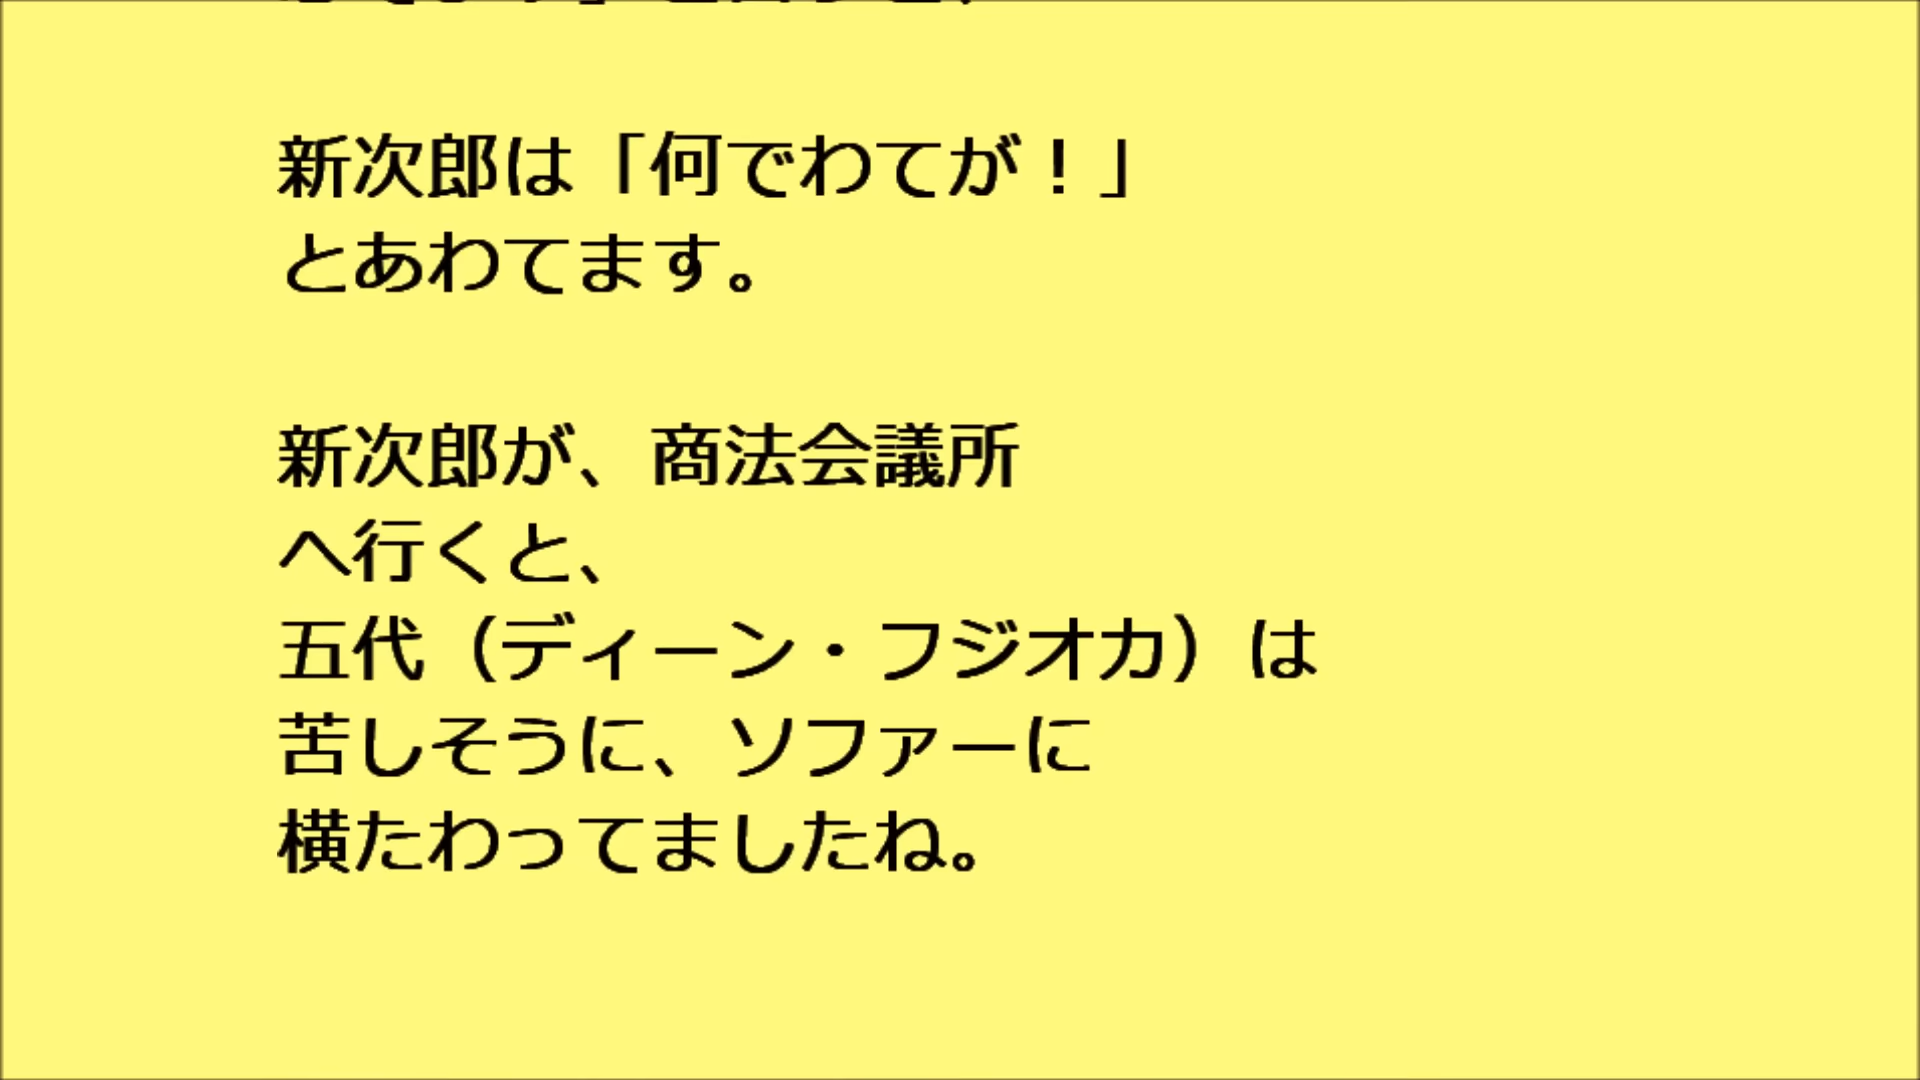 新次郎は「何でわてが！」
とあわてます。
新次郎が、商法会議所
へ行くと、
五代（ディーン・フジオカ）は
苦しそうに、ソファーに
横たわってましたね。